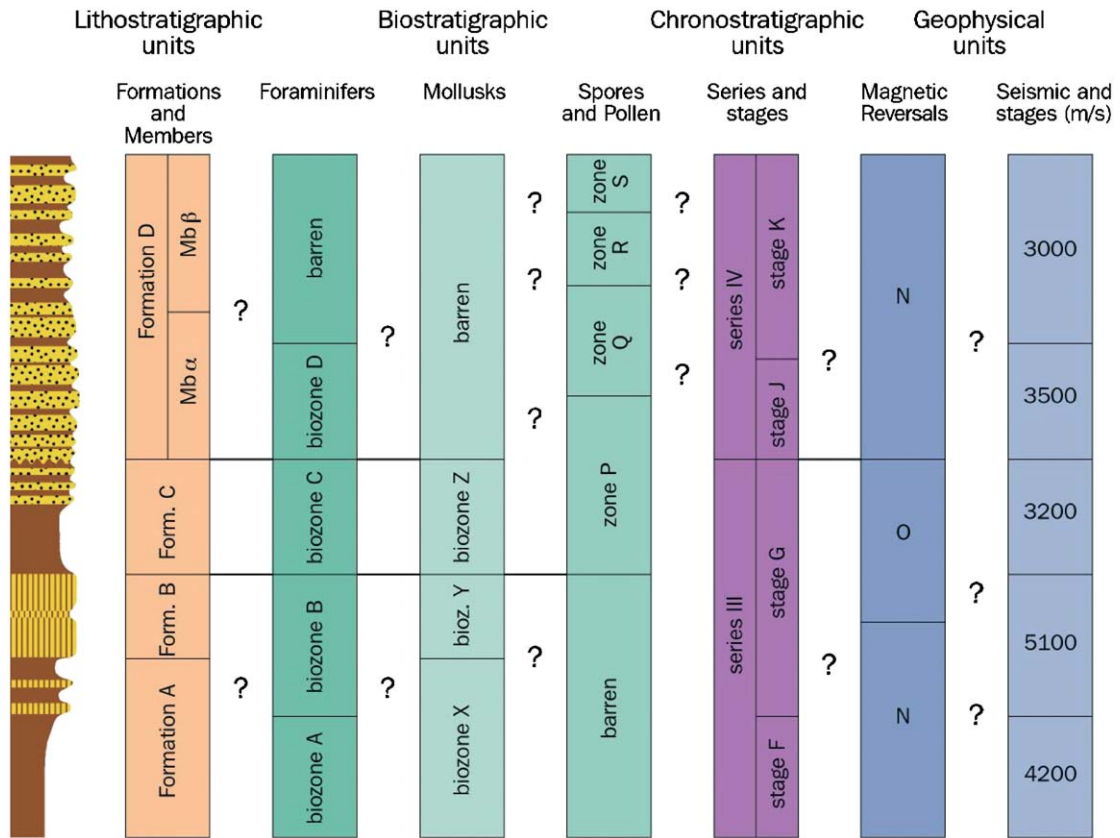 Lithostratigraphic
units
Biostratigraphic
units
Chronostratigraphic
units
Geophysical
units
Formations
and
Members
Foraminifers
Mollusks
Spores
and Pollen
Series and
stages
Magnetic
Reversals
Seismic and
stages (m/s)
Formation D
Mb β
Mb α
Form. C
Form. B
Formation A
?
?
barren
biozone D
biozone C
biozone B
biozone A
?
?
barren
biozone Z
bioz. Y
biozone X
?
?
?
?
zone
S
zone
R
zone
Q
zone P
barren
?
?
?
series IV
series III
stage K
stage J
stage G
stage F
?
?
N
O
N
?
?
?
3000
3500
3200
5100
4200